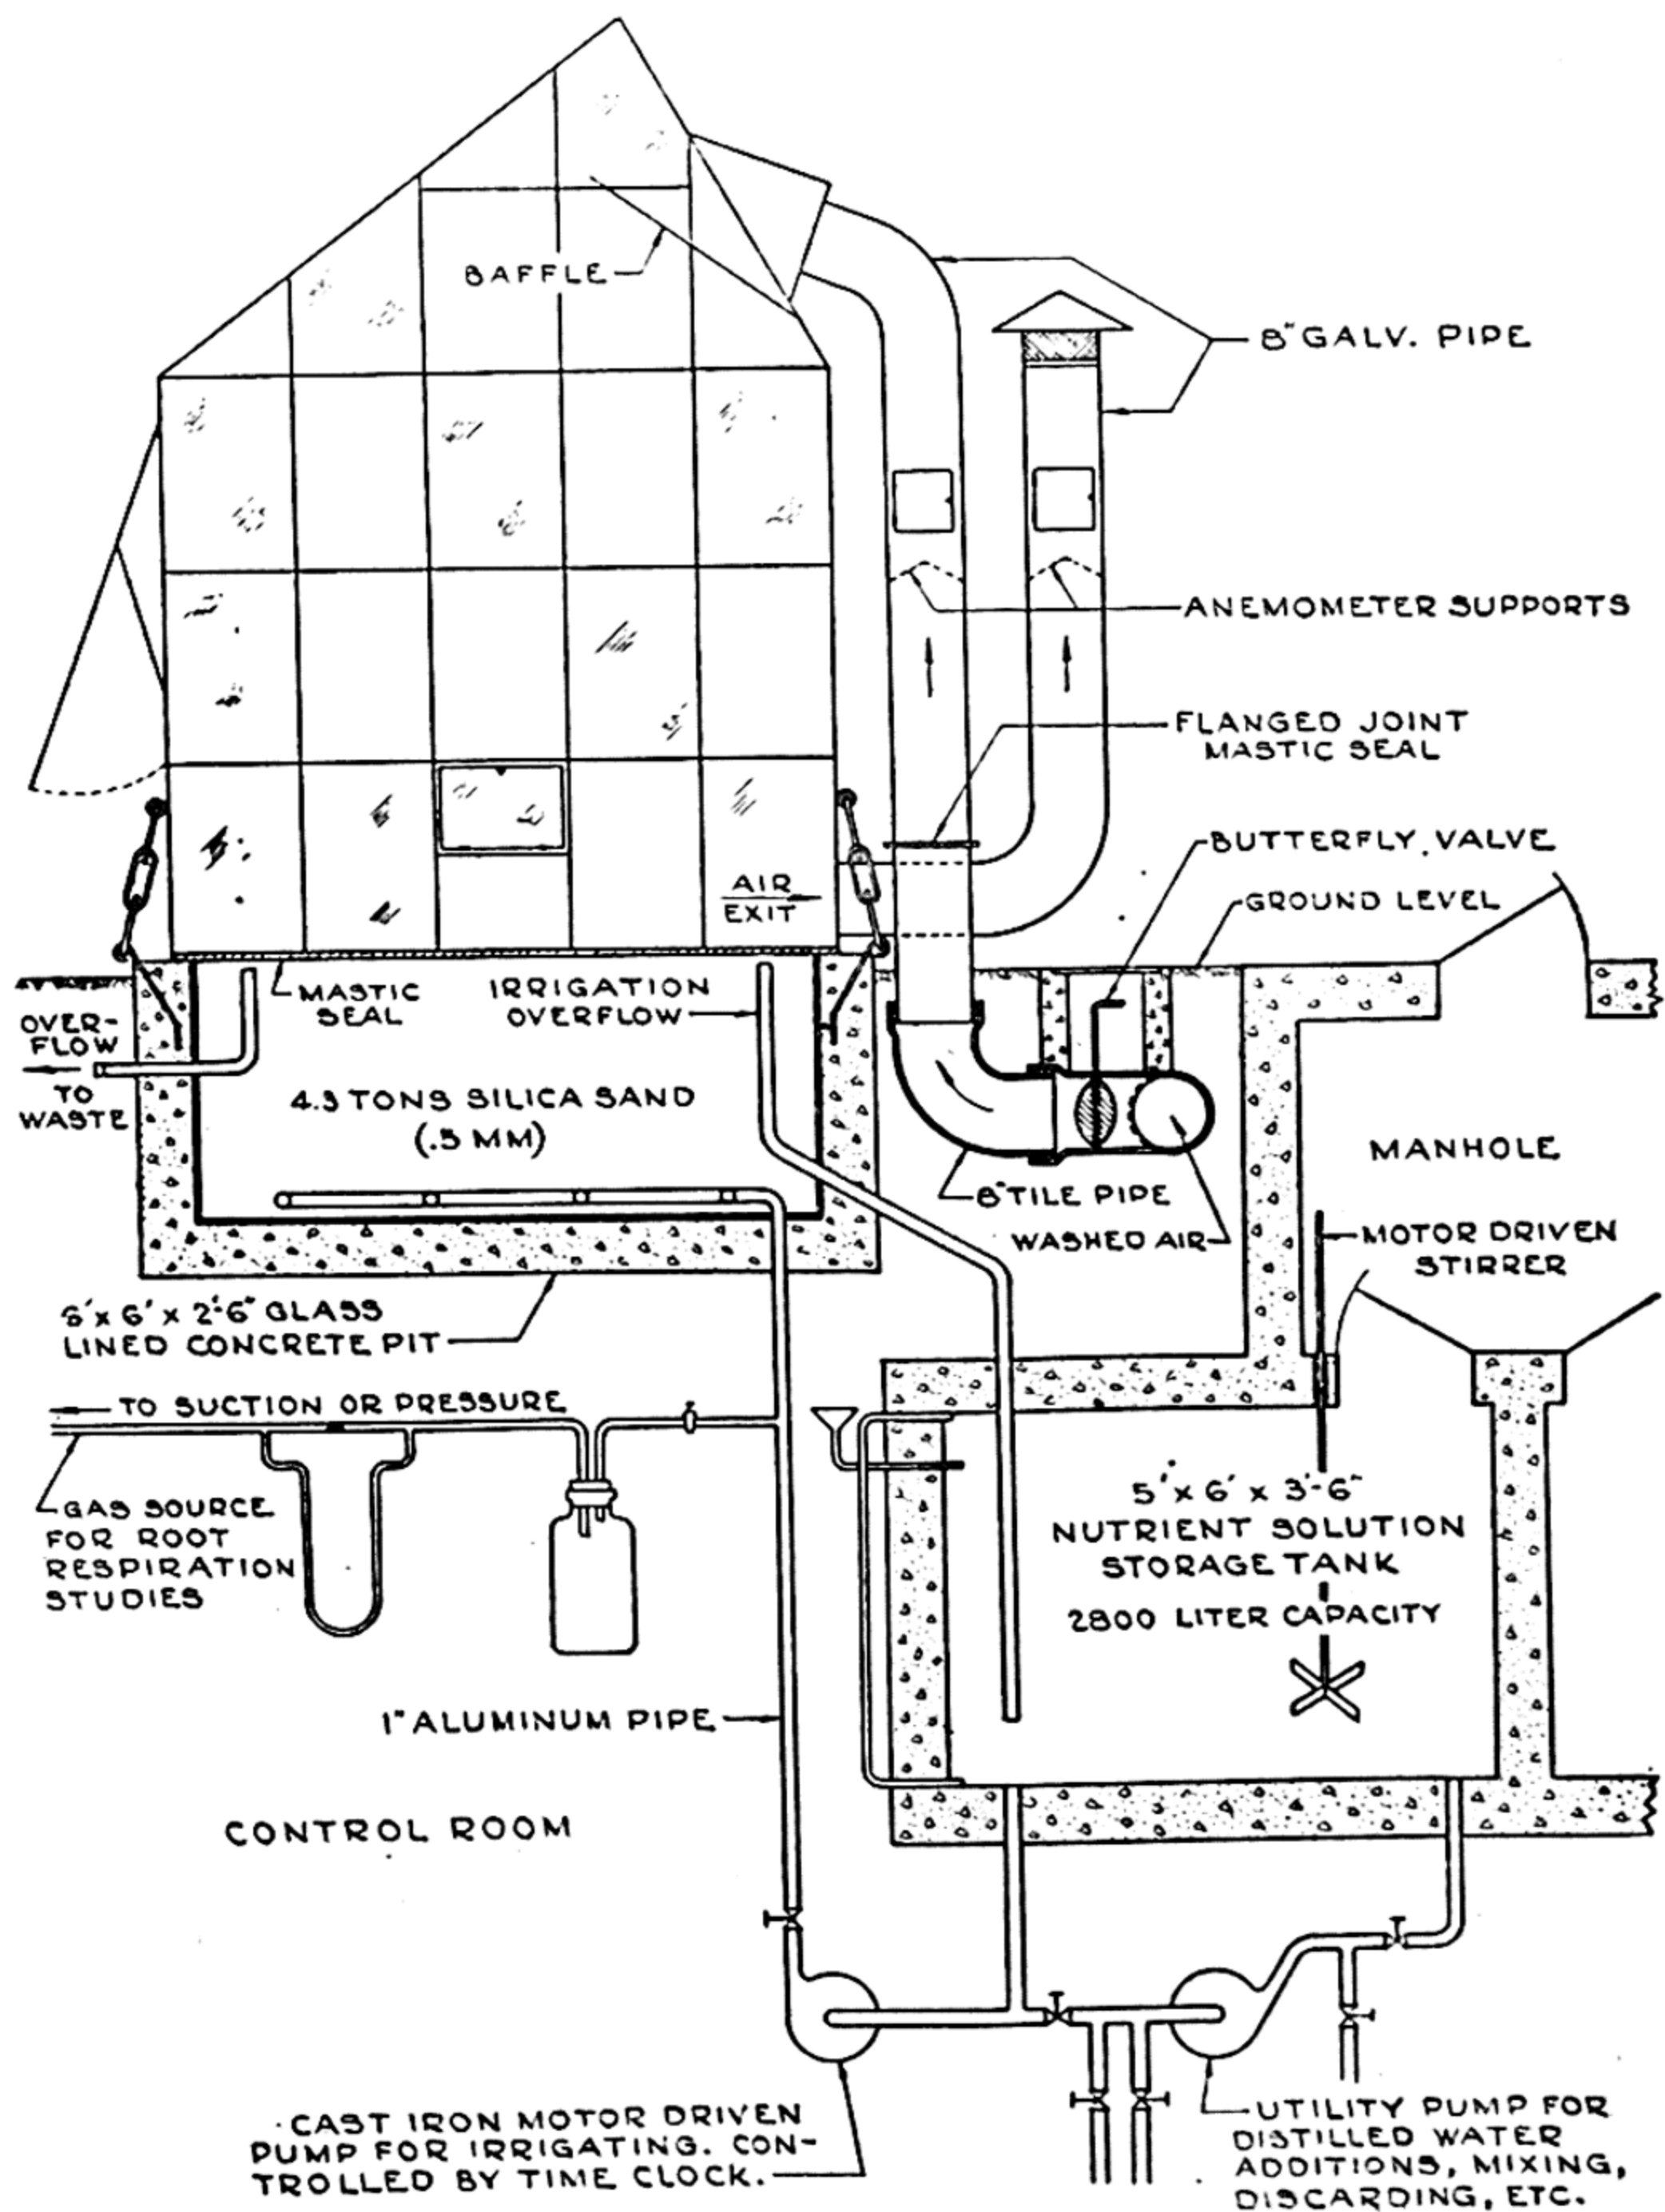 BAFFLE
8" GALV. PIPE
ANEMOMETER SUPPORTS
FLANGED JOINT
MASTIC SEAL
BUTTERFLY VALVE
GROUND LEVEL
AIR
EXIT
MASTIC
SEAL
IRRIGATION
OVERFLOW
OVER-
FLOW
TO
WASTE
4.3 TONS SILICA SAND
(.5 MM)
MANHOLE
8" TILE PIPE
WASHED AIR
MOTOR DRIVEN
STIRRER
6' x 6' x 2'-6" GLASS
LINED CONCRETE PIT
TO SUCTION OR PRESSURE
GAS SOURCE
FOR ROOT
RESPIRATION
STUDIES
5' x 6' x 3'-6"
NUTRIENT SOLUTION
STORAGE TANK
2800 LITER CAPACITY
1" ALUMINUM PIPE
CONTROL ROOM
CAST IRON MOTOR DRIVEN
PUMP FOR IRRIGATING. CON-
TROLLED BY TIME CLOCK.
UTILITY PUMP FOR
DISTILLED WATER
ADDITIONS, MIXING,
DISCARDING, ETC.